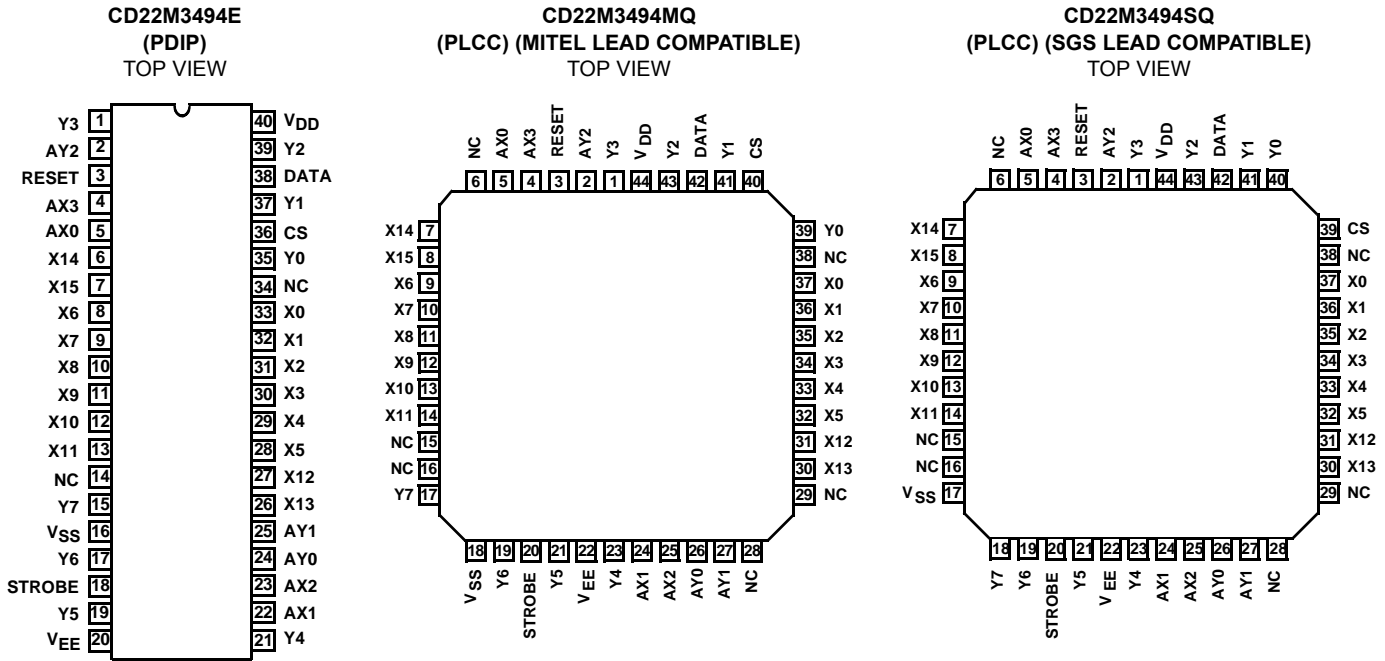 CD22M3494E
(PDIP)
TOP VIEW
Y3 1
AY2 2
RESET 3
AX3 4
AX0 5
X14 6
X15 7
X6 8
X7 9
X8 10
X9 11
X10 12
X11 13
NC 14
Y7 15
VSS 16
Y6 17
STROBE 18
Y5 19
VEE 20
40 VDD
39 Y2
38 DATA
37 Y1
36 CS
35 Y0
34 NC
33 X0
32 X1
31 X2
30 X3
29 X4
28 X5
27 X12
26 X13
25 AY1
24 AY0
23 AX2
22 AX1
21 Y4
CD22M3494MQ
(PLCC) (MITEL LEAD COMPATIBLE)
TOP VIEW
NC AX0 AX3 RESET AY2 Y3 VDD Y2 DATA Y1 CS
6 5 4 3 2 1 44 43 42 41 40
X14 7
X15 8
X6 9
X7 10
X8 11
X9 12
X10 13
X11 14
NC 15
NC 16
Y7 17
39 Y0
38 NC
37 X0
36 X1
35 X2
34 X3
33 X4
32 X5
31 X12
30 X13
29 NC
18 19 20 21 22 23 24 25 26 27 28
VSS Y6 STROBE Y5 VEE Y4 AX1 AX2 AY0 AY1 NC
CD22M3494SQ
(PLCC) (SGS LEAD COMPATIBLE)
TOP VIEW
NC AX0 AX3 RESET AY2 Y3 VDD Y2 DATA Y1 Y0
6 5 4 3 2 1 44 43 42 41 40
X14 7
X15 8
X6 9
X7 10
X8 11
X9 12
X10 13
X11 14
NC 15
NC 16
VSS 17
39 CS
38 NC
37 X0
36 X1
35 X2
34 X3
33 X4
32 X5
31 X12
30 X13
29 NC
18 19 20 21 22 23 24 25 26 27 28
Y7 Y6 STROBE Y5 VEE Y4 AX1 AX2 AY0 AY1 NC